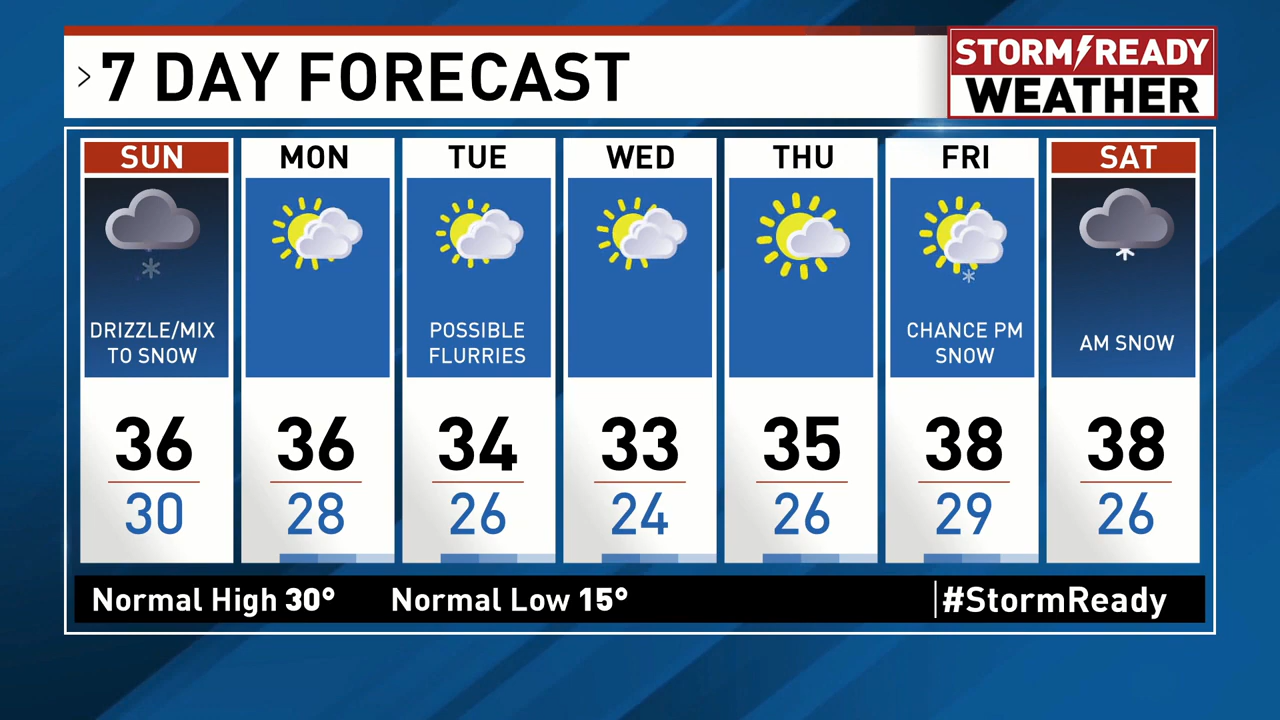 > 7 DAY FORECAST
STORM READY
WEATHER
SUN MON TUE WED THU FRI SAT
DRIZZLE/MIX
TO SNOW
POSSIBLE
FLURRIES
CHANCE PM
SNOW
AM SNOW
36 36 34 33 35 38 38
30 28 26 24 26 29 26
Normal High 30° Normal Low 15° #StormReady